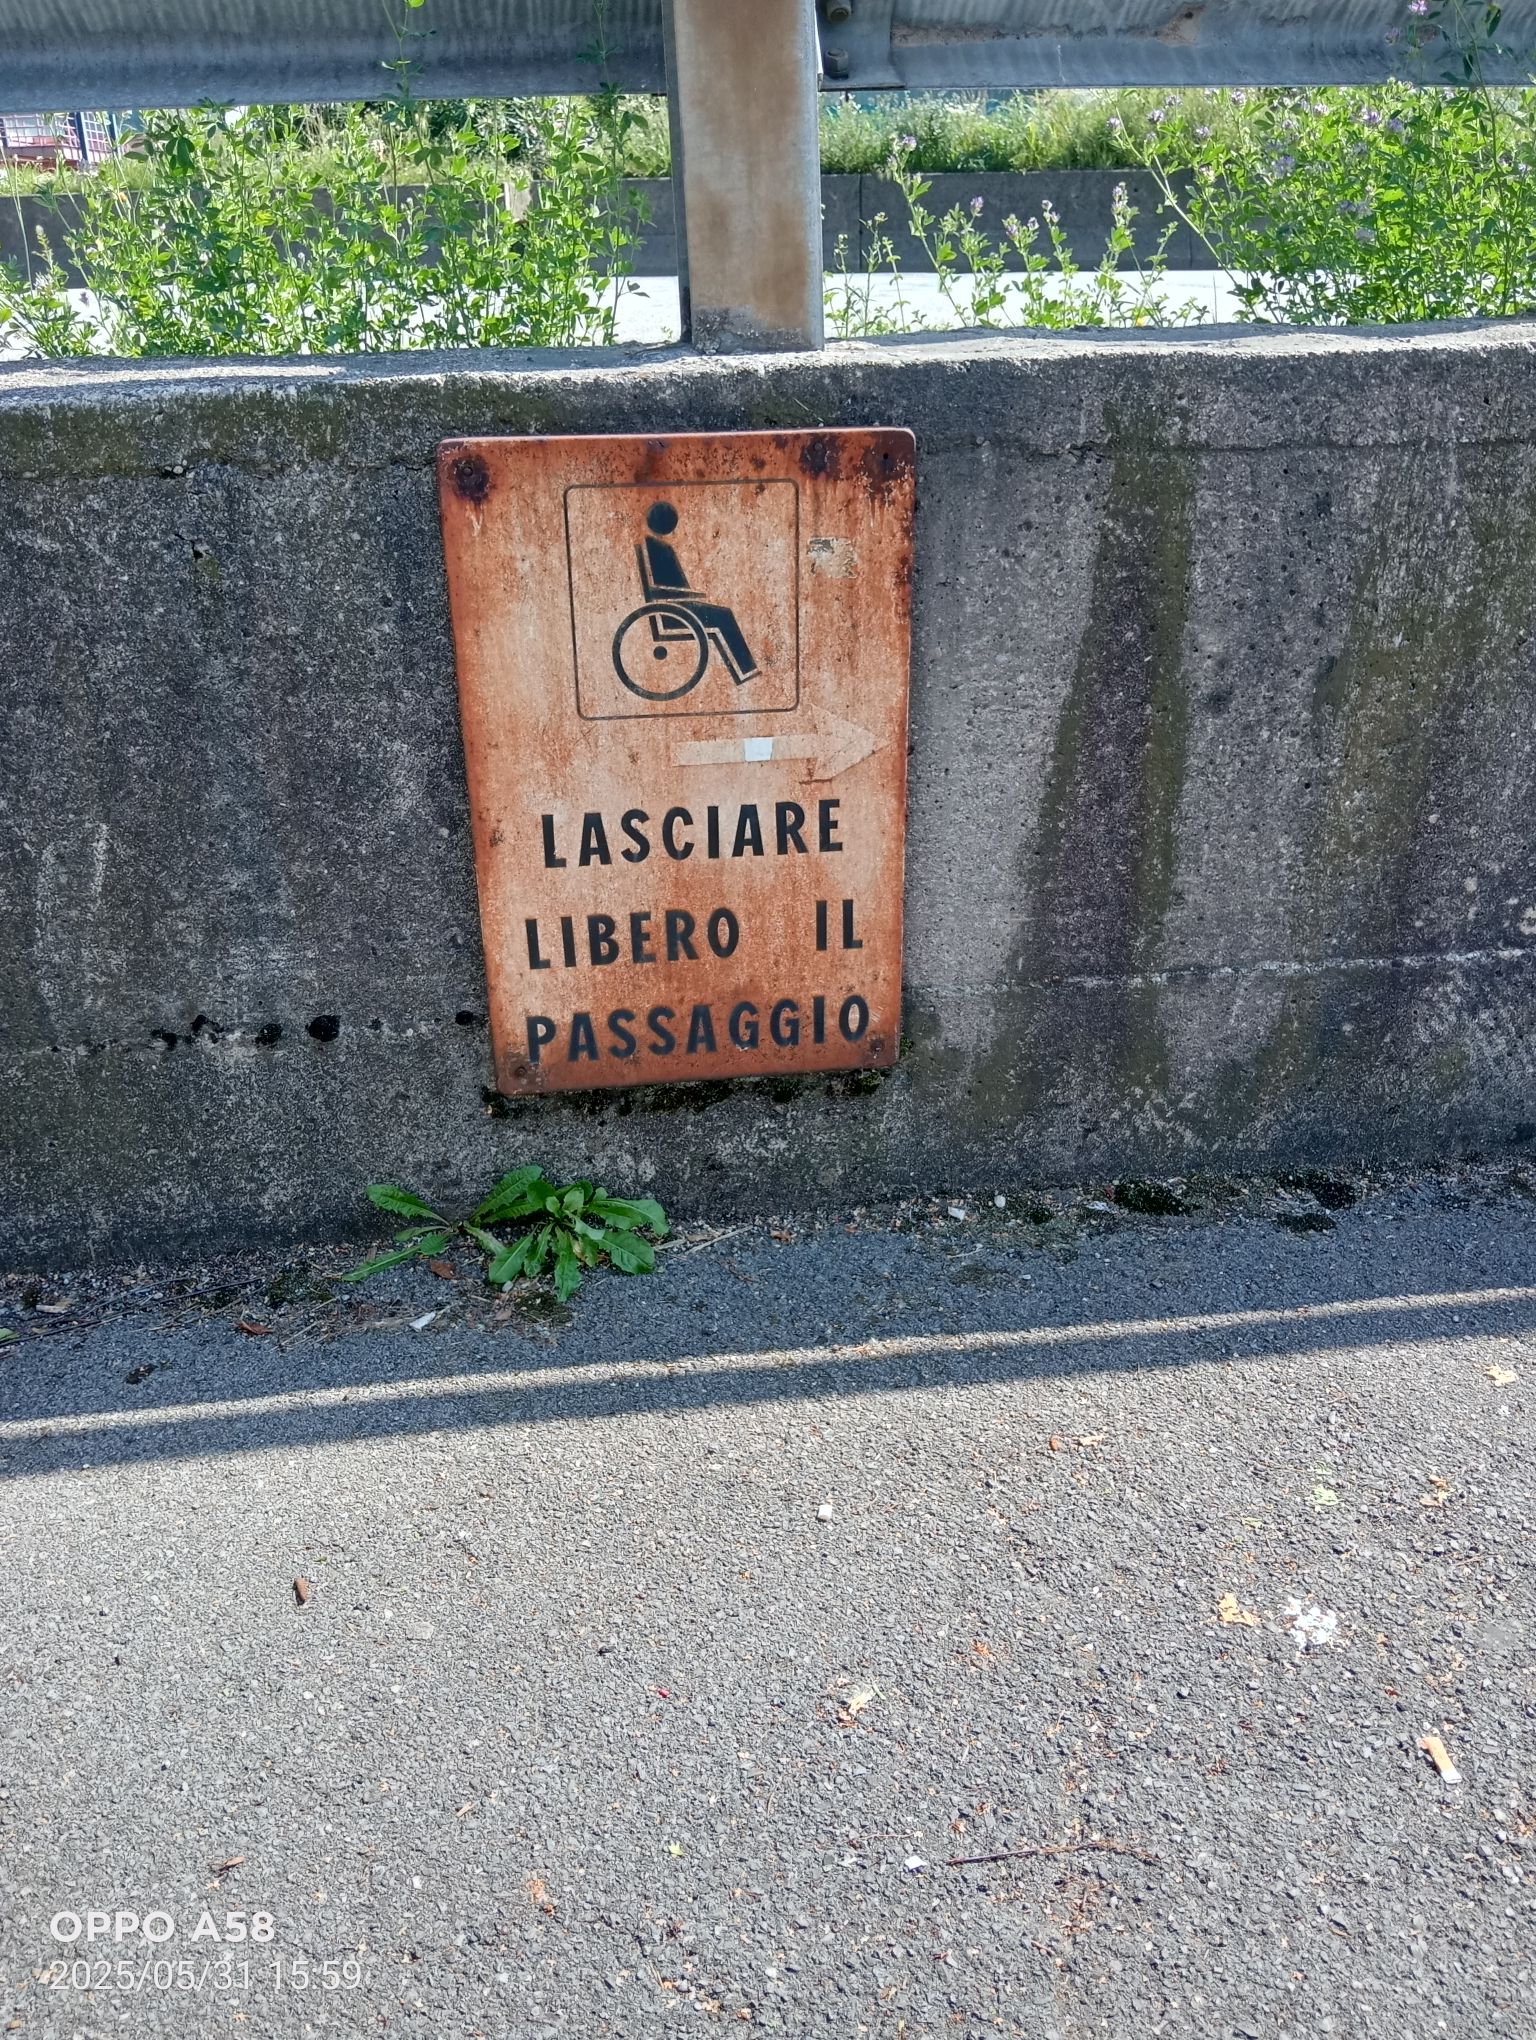 LASCIARE
LIBERO IL
PASSAGGIO
OPPO A58
2025/05/31 15:59